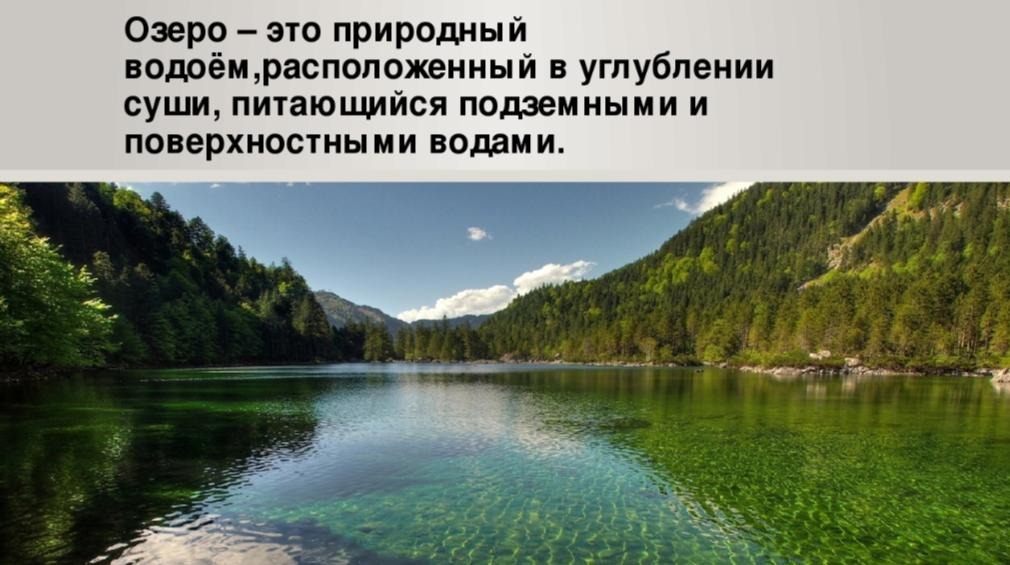 Озеро – это природный
водоём,расположенный в углублении
суши, питающийся подземными и
поверхностными водами.